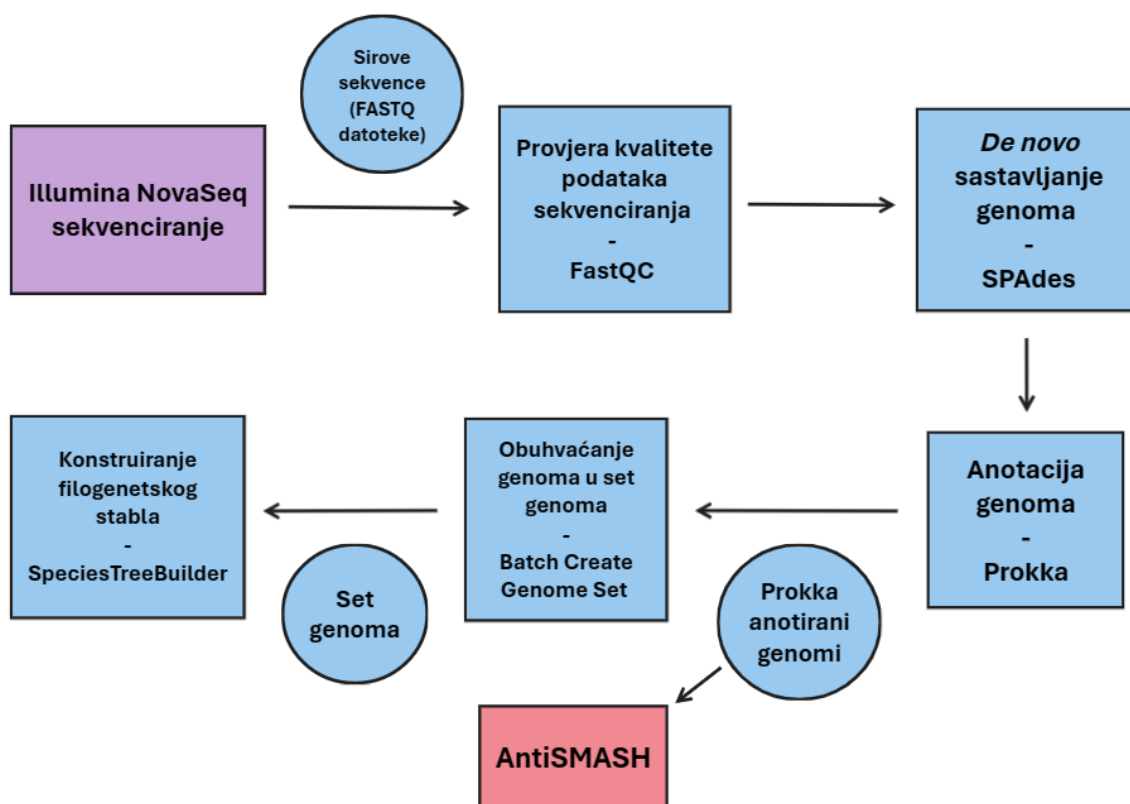 Sirove
sekvence
(FASTQ
datoteke)
Illumina NovaSeq
sekvenciranje
Provjera kvalitete
podataka
sekvenciranja
-
FastQC
De novo
sastavljanje
genoma
-
SPAdes
Anotacija
genoma
-
Prokka
Prokka
anotirani
genomi
Obuhvaćanje
genoma u set
genoma
-
Batch Create
Genome Set
Set
genoma
Konstruiranje
filogenetskog
stabla
-
SpeciesTreeBuilder
AntiSMASH